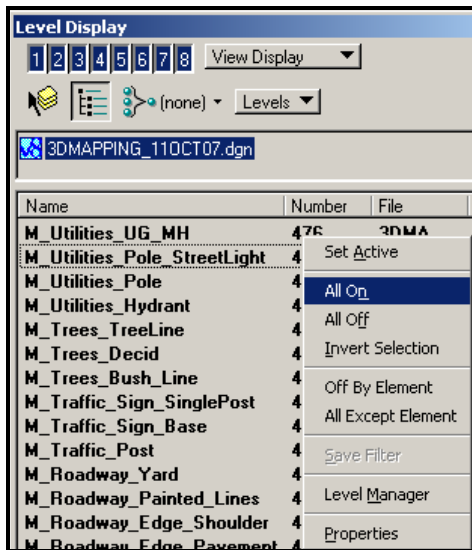 Level Display
1 2 3 4 5 6 7 8 View Display
(none) Levels
3DMAPPING_11OCT07.dgn
Name Number File
M_Utilities_UG_MH 476 3DMA
M_Utilities_Pole_StreetLight 4 Set Active
M_Utilities_Pole 4 All On
M_Utilities_Hydrant 4 All Off
M_Trees_TreeLine 4 Invert Selection
M_Trees_Decid 4
M_Trees_Bush_Line 4 Off By Element
M_Traffic_Sign_SinglePost 4 All Except Element
M_Traffic_Sign_Base 4
M_Traffic_Post 4 Save Filter
M_Roadway_Yard 4
M_Roadway_Painted_Lines 4 Level Manager
M_Roadway_Edge_Shoulder 4
M_Roadway_Edge_Pavement 4 Properties